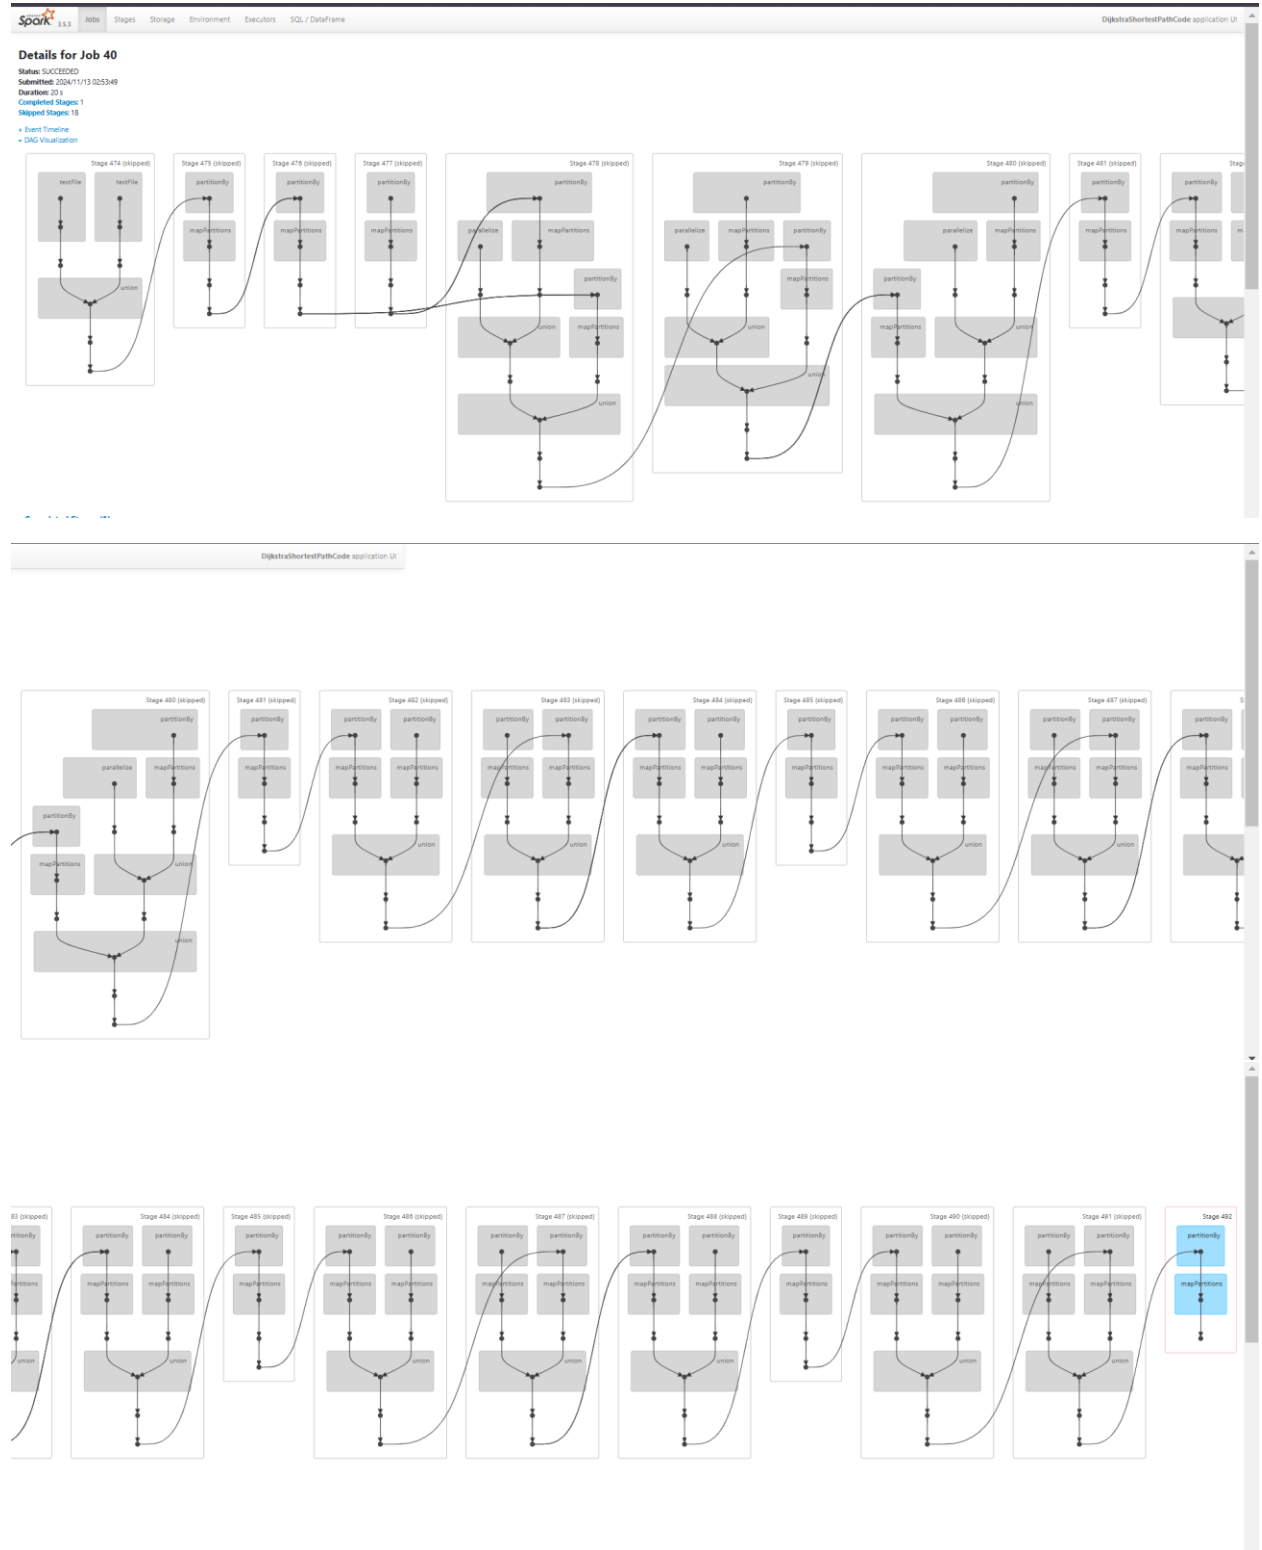 APACHE Spark 3.5.3 Jobs Stages Storage Environment Executors SQL / DataFrame DijkstraShortestPathCode application UI
Details for Job 40
Status: SUCCEEDED
Submitted: 2024/11/13 02:53:49
Duration: 20 s
Completed Stages: 1
Skipped Stages: 18
Event Timeline
DAG Visualization
Stage 474 (skipped) Stage 475 (skipped) Stage 476 (skipped) Stage 477 (skipped) Stage 478 (skipped) Stage 479 (skipped) Stage 480 (skipped) Stage 481 (skipped) Stag
textFile textFile partitionBy partitionBy partitionBy partitionBy partitionBy partitionBy partitionBy partitionBy
mapPartitions mapPartitions mapPartitions parallelize mapPartitions parallelize mapPartitions partitionBy parallelize mapPartitions mapPartitions mapPartitions m
partitionBy mapPartitions partitionBy
union
mapPartitions union mapPartitions union mapPartitions union
union
union union
DijkstraShortestPathCode application UI
Stage 480 (skipped) Stage 481 (skipped) Stage 482 (skipped) Stage 483 (skipped) Stage 484 (skipped) Stage 485 (skipped) Stage 486 (skipped) Stage 487 (skipped) S
partitionBy partitionBy partitionBy partitionBy partitionBy partitionBy partitionBy partitionBy partitionBy partitionBy partitionBy partitionBy partitionBy partitionBy
parallelize mapPartitions mapPartitions mapPartitions mapPartitions mapPartitions mapPartitions mapPartitions mapPartitions mapPartitions mapPartitions mapPartitions mapPartitions mapPartitions mapPartitions
partitionBy
union union union union union
mapPartitions union
union
83 (skipped) Stage 484 (skipped) Stage 485 (skipped) Stage 486 (skipped) Stage 487 (skipped) Stage 488 (skipped) Stage 489 (skipped) Stage 490 (skipped) Stage 491 (skipped) Stage 492
rtitionBy partitionBy partitionBy partitionBy partitionBy partitionBy partitionBy partitionBy partitionBy partitionBy partitionBy partitionBy partitionBy partitionBy partitionBy partitionBy
Partitions mapPartitions mapPartitions mapPartitions mapPartitions mapPartitions mapPartitions mapPartitions mapPartitions mapPartitions mapPartitions mapPartitions mapPartitions mapPartitions mapPartitions mapPartitions
union union union union union union union